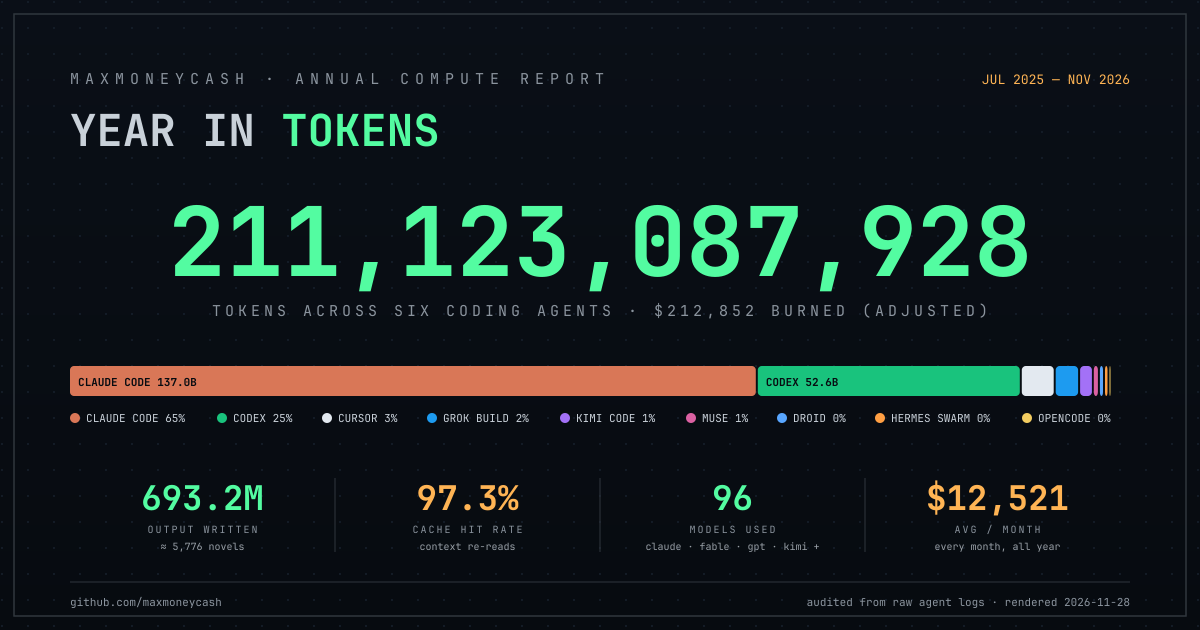 MAXMONEYCASH · ANNUAL COMPUTE REPORT
JUL 2025 — NOV 2026
YEAR IN TOKENS
211,123,087,928
TOKENS ACROSS SIX CODING AGENTS · $212,852 BURNED (ADJUSTED)
CLAUDE CODE 137.0B CODEX 52.6B
CLAUDE CODE 65% CODEX 25% CURSOR 3% GROK BUILD 2% KIMI CODE 1% MUSE 1% DROID 0% HERMES SWARM 0% OPENCODE 0%
693.2M 97.3% 96 $12,521
OUTPUT WRITTEN CACHE HIT RATE MODELS USED AVG / MONTH
≈ 5,776 novels context re-reads claude · fable · gpt · kimi + every month, all year
github.com/maxmoneycash audited from raw agent logs · rendered 2026-11-28